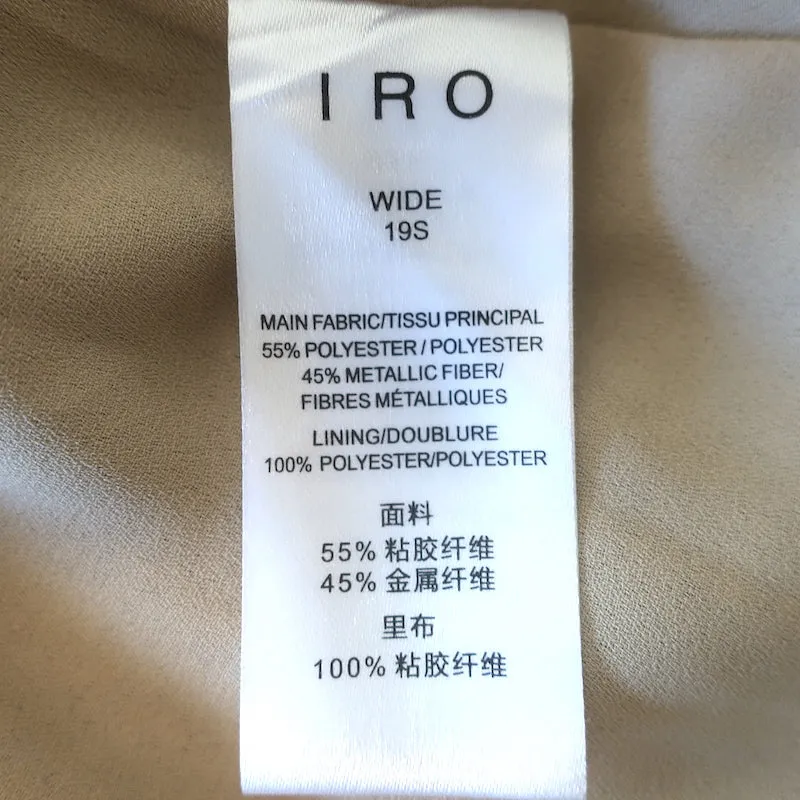 IRO
WIDE
19S
MAIN FABRIC/TISSU PRINCIPAL
55% POLYESTER / POLYESTER
45% METALLIC FIBER/
FIBRES MÉTALLIQUES
LINING/DOUBLURE
100% POLYESTER/POLYESTER
面料
55% 粘胶纤维
45% 金属纤维
里布
100% 粘胶纤维